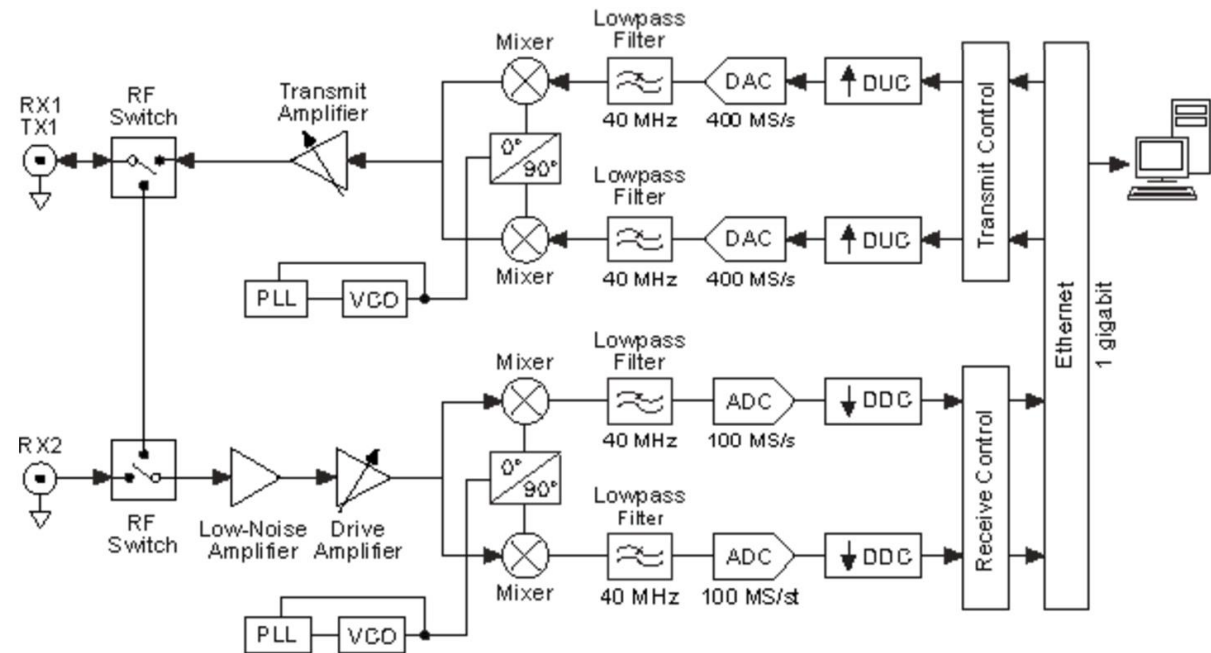 Lowpass
Filter
Mixer
RX1
TX1
RF
Switch
Transmit
Amplifier
DAC
DUC
40 MHz
400 MS/s
0°
90°
Lowpass
Filter
DAC
DUC
Mixer
40 MHz
400 MS/s
PLL
VCO
Transmit Control
Ethernet
1 gigabit
Lowpass
Filter
Mixer
ADC
DDC
40 MHz
100 MS/s
RX2
0°
90°
RF
Switch
Low-Noise
Amplifier
Drive
Amplifier
Lowpass
Filter
ADC
DDC
Mixer
40 MHz
100 MS/st
PLL
VCO
Receive Control